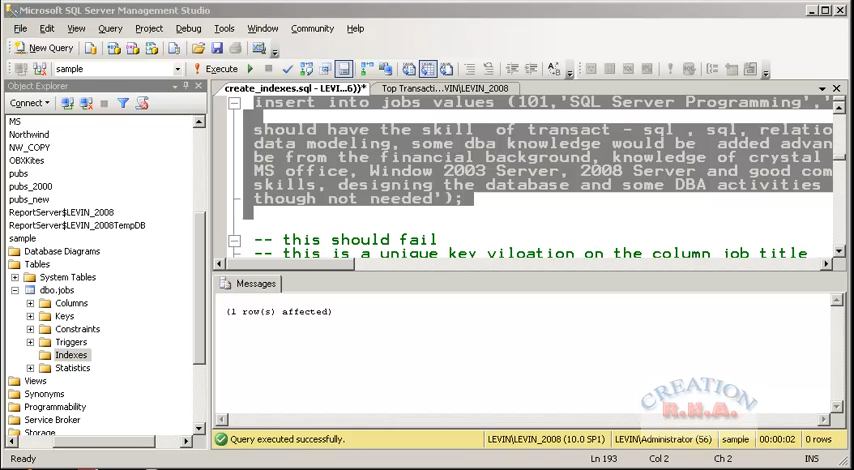 Microsoft SQL Server Management Studio
File Edit View Query Project Debug Tools Window Community Help
New Query
sample Execute
Object Explorer
Connect
MS
Northwind
NW_COPY
OBXKites
pubs
pubs_2000
pubs_new
ReportServer$LEVIN_2008
ReportServer$LEVIN_2008TempDB
sample
Database Diagrams
Tables
System Tables
dbo.jobs
Columns
Keys
Constraints
Triggers
Indexes
Statistics
Views
Synonyms
Programmability
Service Broker
Storage
create_indexes.sql - LEVI...6))* Top Transacti...VIN\LEVIN_2008
insert into jobs values (101,'SQL Server Programming','
should have the skill of transact - sql , sql, relatio
data modeling, some dba knowledge would be added advan
be from the financial background, knowledge of crystal
MS office, Window 2003 Server, 2008 Server and good com
skills, designing the database and some DBA activities
though not needed');
-- this should fail
-- this is a unique key viloation on the column job title
Messages
(1 row(s) affected)
CREATION
R.H.A.
Query executed successfully. LEVIN\LEVIN_2008 (10.0 SP1) LEVIN\Administrator (56) sample 00:00:02 0 rows
Ready Ln 193 Col 2 Ch 2 INS